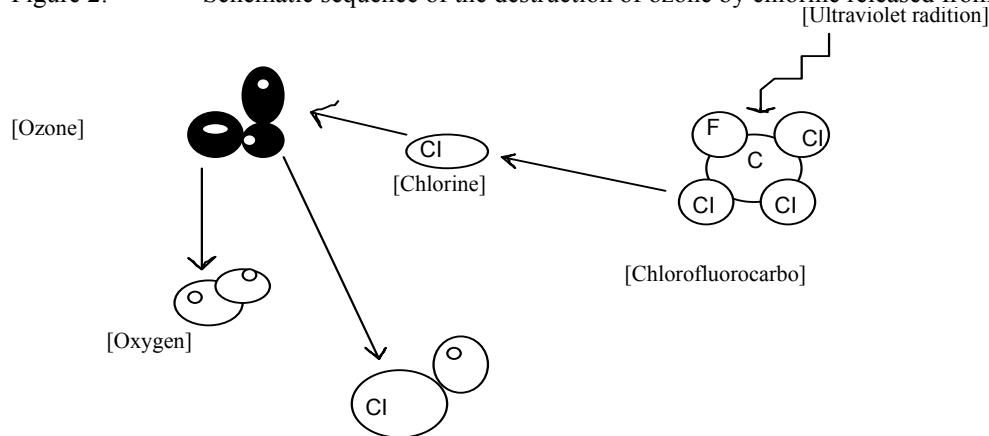 Figure 2: Schematic sequence of the destruction of ozone by chlorine released from
[Ultraviolet radition]
[Ozone]
F
Cl
C
Cl
[Chlorine]
Cl
Cl
[Chlorofluorocarbo]
[Oxygen]
Cl